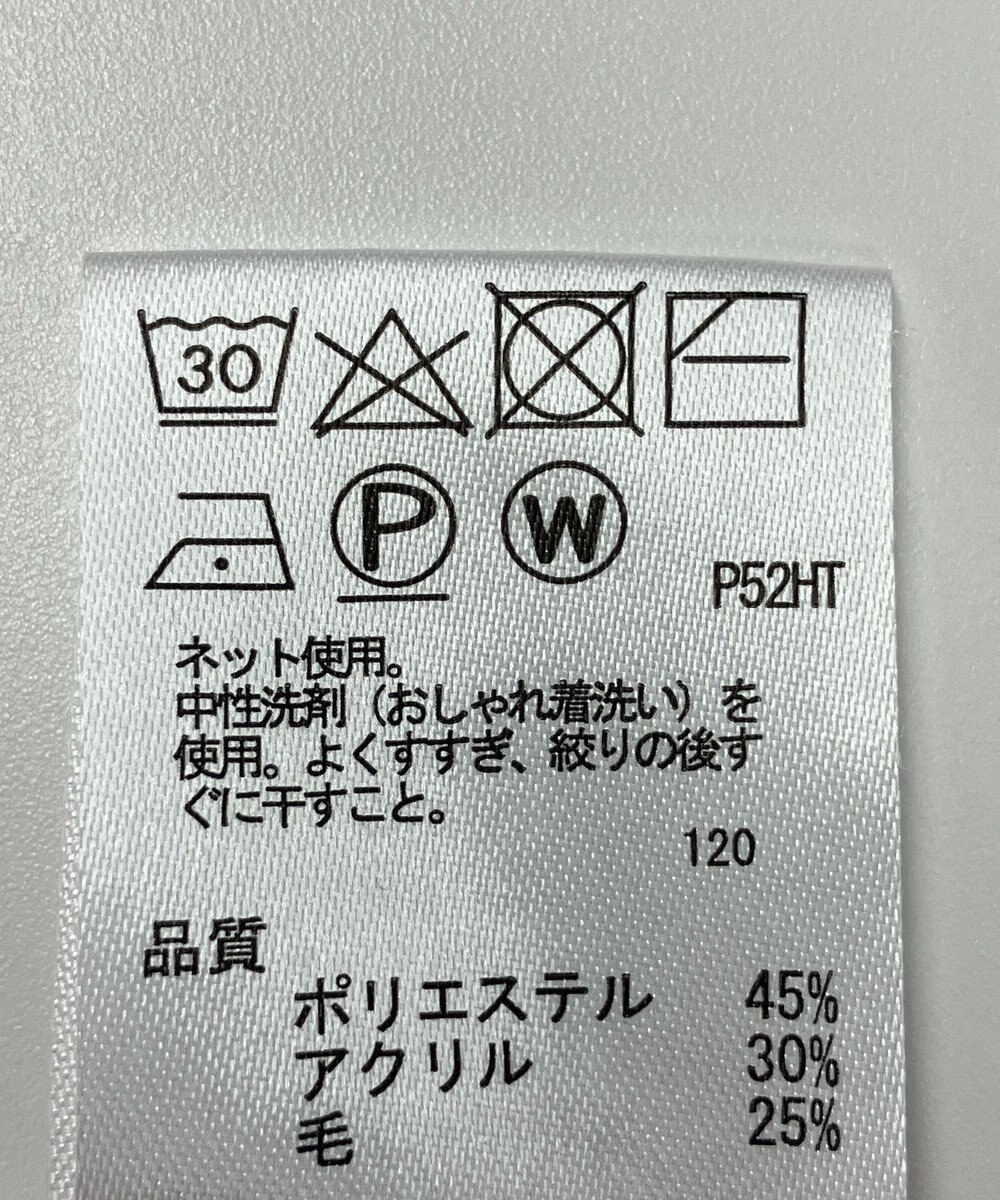 30
P W
P52HT
ネット使用。
中性洗剤（おしゃれ着洗い）を
使用。よくすすぎ、絞りの後す
ぐに干すこと。
120
品質
ポリエステル 45%
アクリル 30%
毛 25%